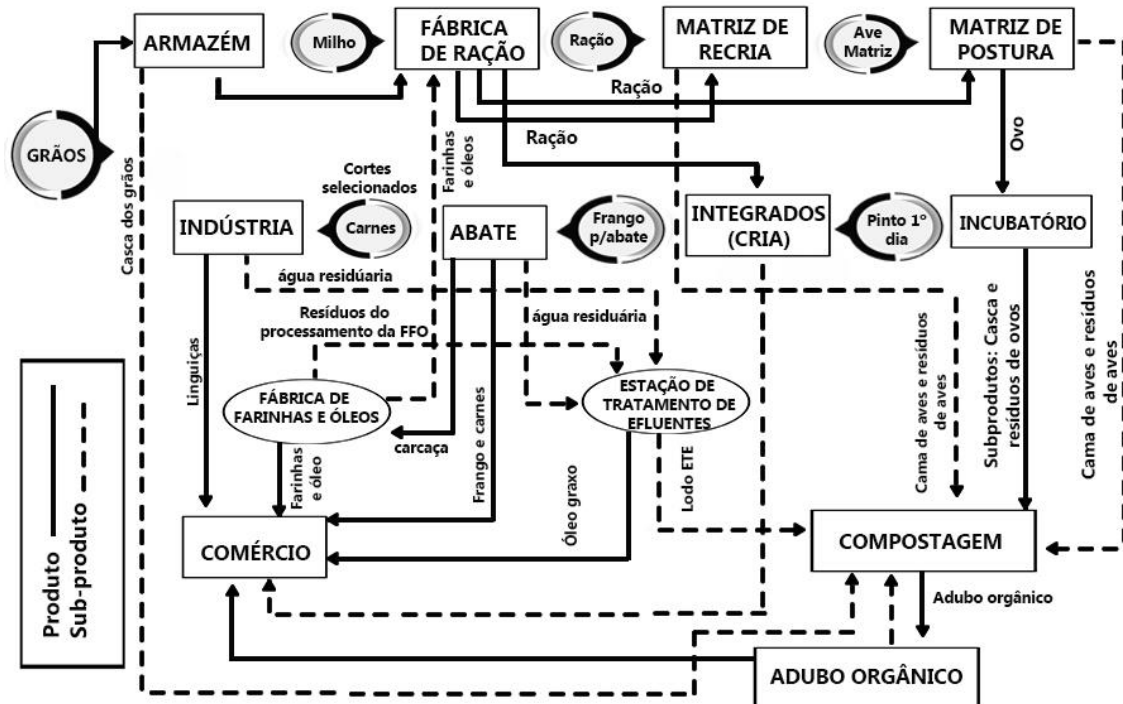 ARMAZÉM
Milho
FÁBRICA
DE RAÇÃO
Ração
MATRIZ DE
RECRIA
Ave
Matriz
MATRIZ DE
POSTURA
GRÃOS
Casca dos grãos
Farinhas
e óleos
Ração
Ração
Ovo
Cortes
selecionados
INDÚSTRIA
Carnes
ABATE
Frango
p/abate
INTEGRADOS
(CRIA)
Pinto 1º
dia
INCUBATÓRIO
água residúaria
Resíduos do
processamento da FFO
água residuária
Linguiças
FÁBRICA DE
FARINHAS E ÓLEOS
carcaça
Frango e carnes
ESTAÇÃO DE
TRATAMENTO DE
EFLUENTES
Cama de aves e resíduos
de aves
Subprodutos: Casca e
resíduos de ovos
Cama de aves e resíduos
de aves
Farinhas
e óleo
Óleo graxo
Lodo ETE
COMÉRCIO
COMPOSTAGEM
Adubo orgânico
ADUBO ORGÂNICO
Produto
Sub-produto